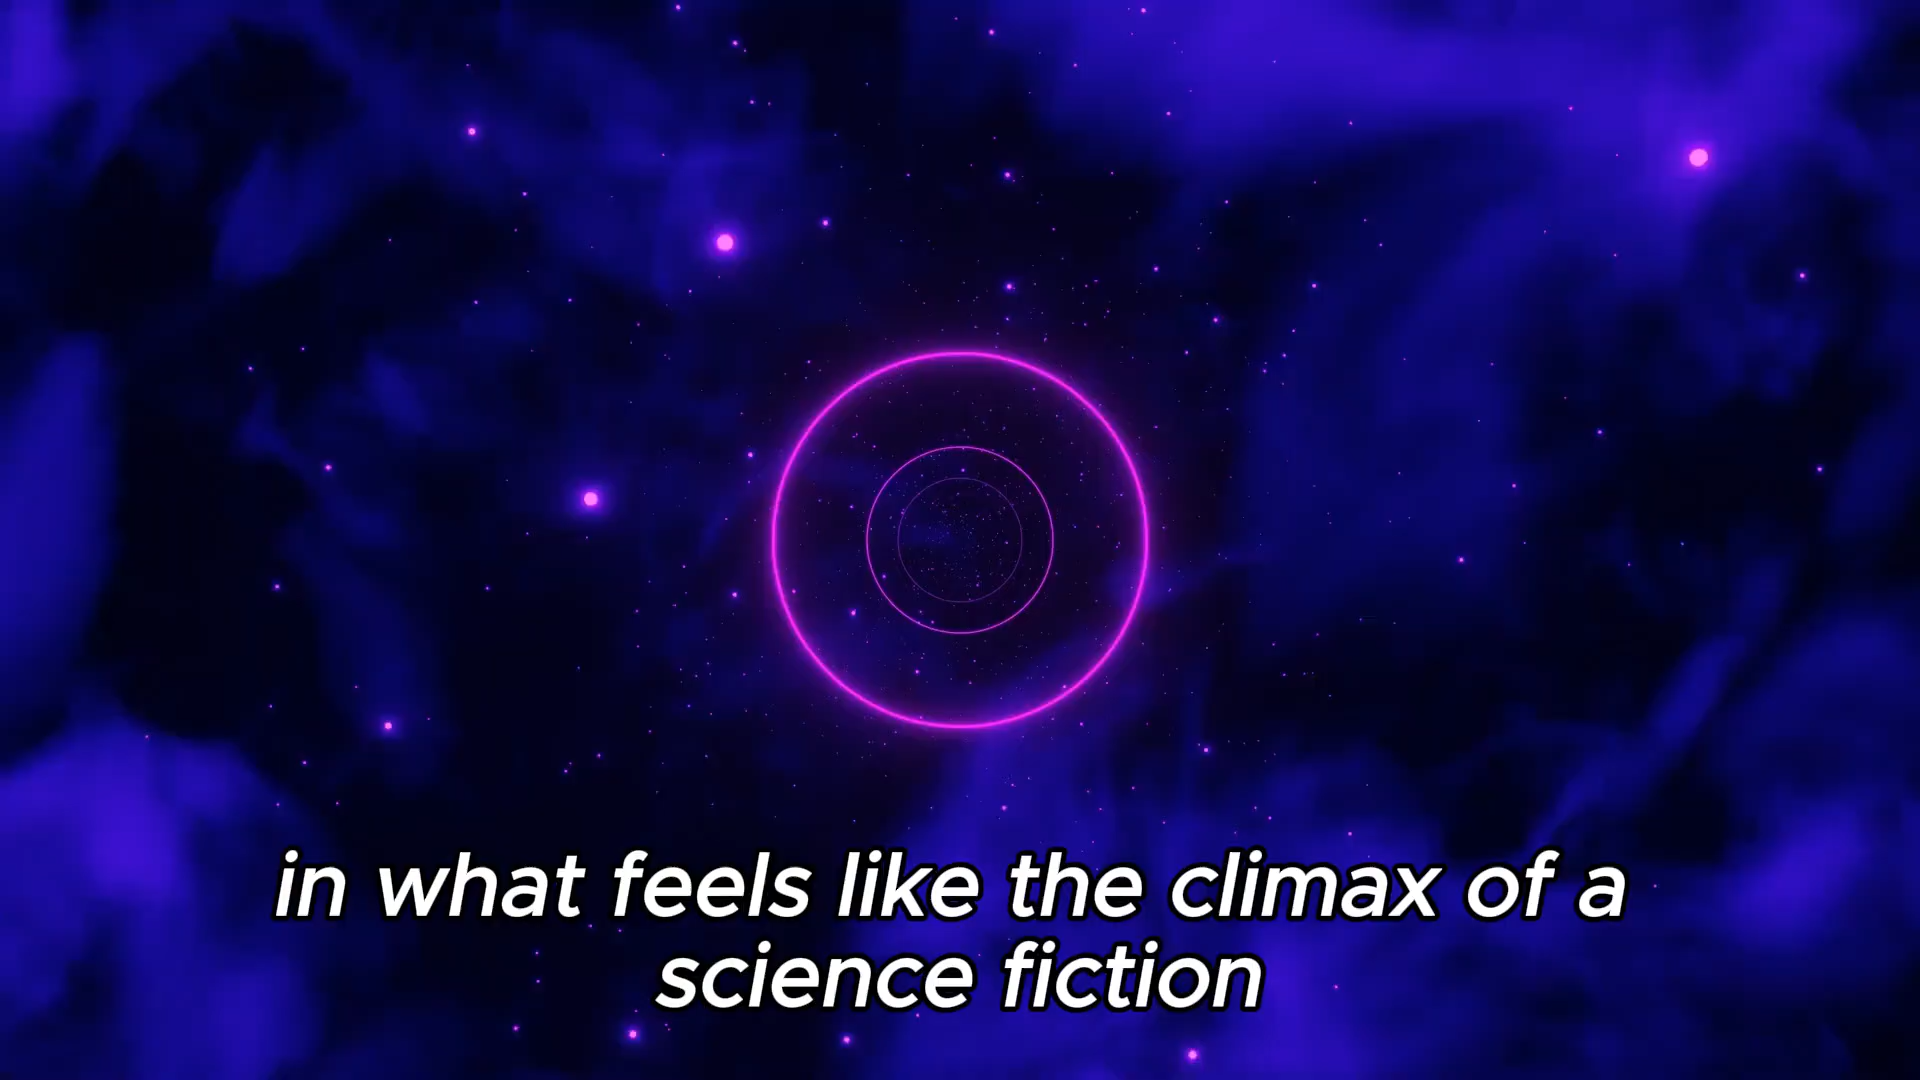 in what feels like the climax of a
science fiction